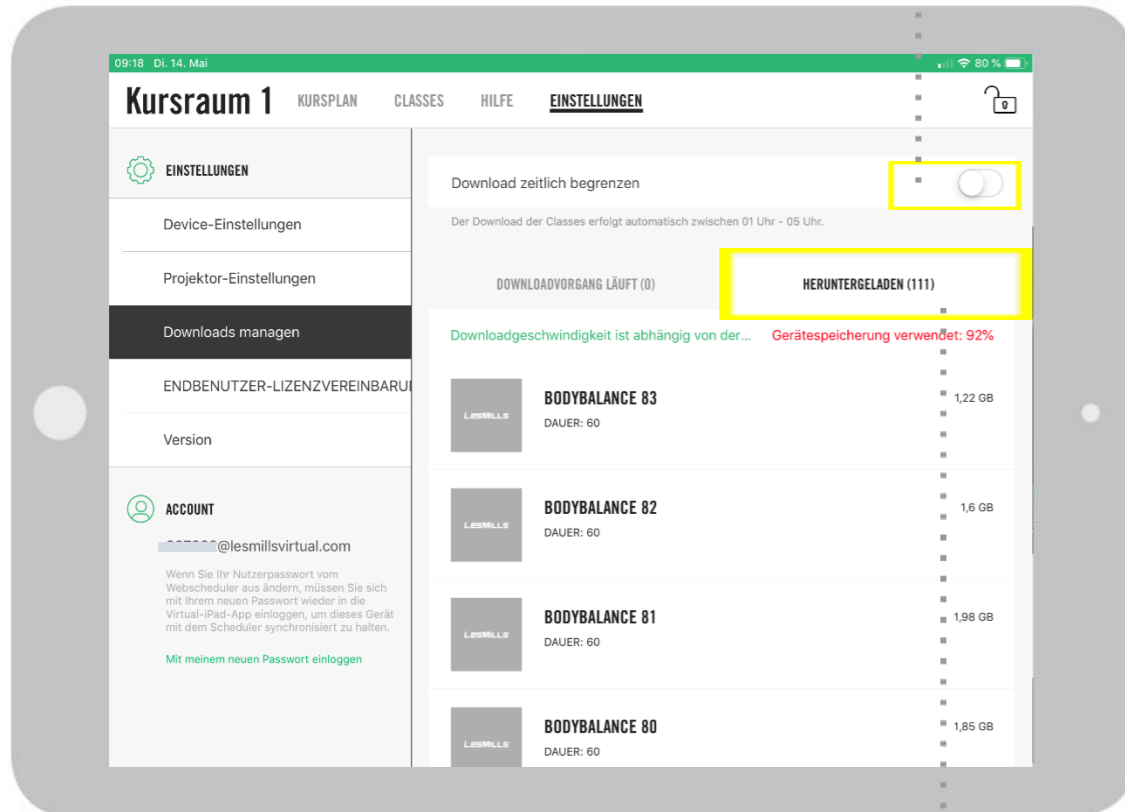 09:18 Di. 14. Mai
80 %
Kursraum 1 KURSPLAN CLASSES HILFE EINSTELLUNGEN
EINSTELLUNGEN
Device-Einstellungen
Projektor-Einstellungen
Downloads managen
ENDBENUTZER-LIZENZVEREINBARU
Version
ACCOUNT
@lesmillsvirtual.com
Wenn Sie Ihr Nutzerpasswort vom
Webscheduler aus ändern, müssen Sie sich
mit Ihrem neuen Passwort wieder in die
Virtual-iPad-App einloggen, um dieses Gerät
mit dem Scheduler synchronisiert zu halten.
Mit meinem neuen Passwort einloggen
Download zeitlich begrenzen
Der Download der Classes erfolgt automatisch zwischen 01 Uhr - 05 Uhr.
DOWNLOADVORGANG LÄUFT (0) HERUNTERGELADEN (111)
Downloadgeschwindigkeit ist abhängig von der... Gerätespeicherung verwendet: 92%
LESMILLS
BODYBALANCE 83
1,22 GB
DAUER: 60
LESMILLS
BODYBALANCE 82
1,6 GB
DAUER: 60
LESMILLS
BODYBALANCE 81
1,98 GB
DAUER: 60
LESMILLS
BODYBALANCE 80
1,85 GB
DAUER: 60